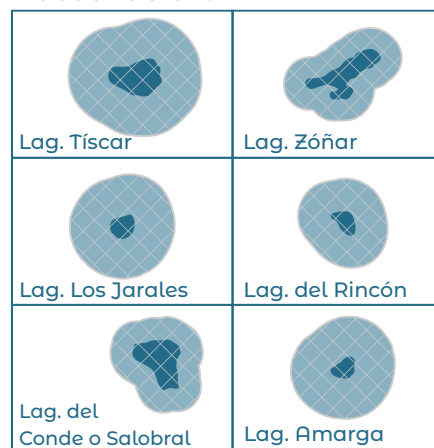 Lag. Tíscar
Lag. Zóñar
Lag. Los Jarales
Lag. del Rincón
Lag. del
Conde o Salobral
Lag. Amarga